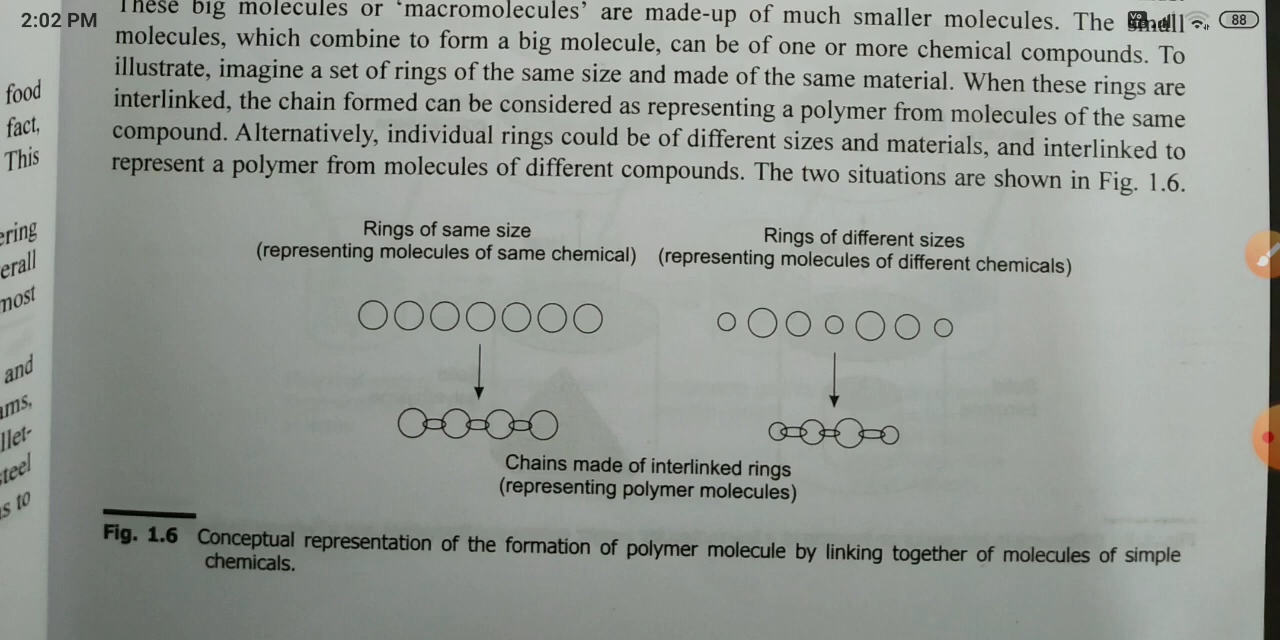 2:02 PM
88
These big molecules or ‘macromolecules’ are made-up of much smaller molecules. The small
molecules, which combine to form a big molecule, can be of one or more chemical compounds. To
illustrate, imagine a set of rings of the same size and made of the same material. When these rings are
interlinked, the chain formed can be considered as representing a polymer from molecules of the same
compound. Alternatively, individual rings could be of different sizes and materials, and interlinked to
represent a polymer from molecules of different compounds. The two situations are shown in Fig. 1.6.
food
fact,
This
erall
most
and
steel
Rings of same size
(representing molecules of same chemical)
Rings of different sizes
(representing molecules of different chemicals)
Chains made of interlinked rings
(representing polymer molecules)
Fig. 1.6 Conceptual representation of the formation of polymer molecule by linking together of molecules of simple
chemicals.